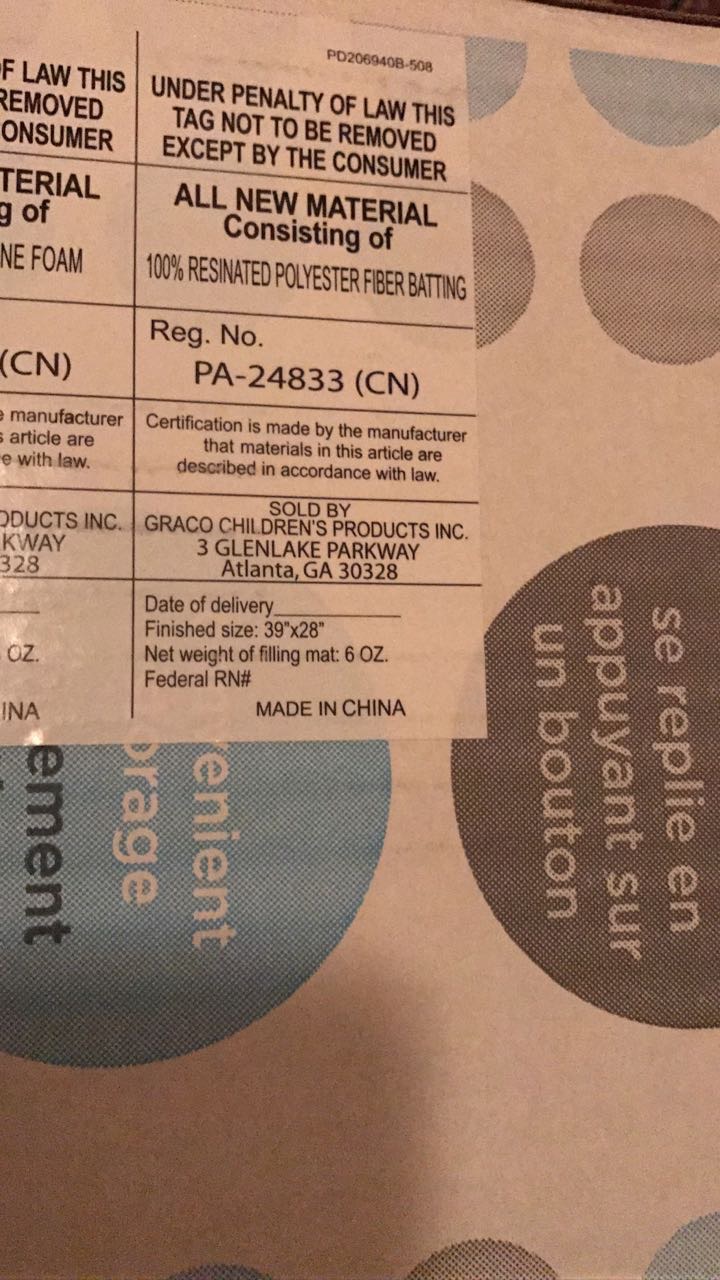 PD206940B-508
OF LAW THIS
REMOVED
ONSUMER
TERIAL
g of
NE FOAM
(CN)
manufacturer
article are
with law.
ODUCTS INC.
KWAY
328
OZ.
INA
UNDER PENALTY OF LAW THIS
TAG NOT TO BE REMOVED
EXCEPT BY THE CONSUMER
ALL NEW MATERIAL
Consisting of
100% RESINATED POLYESTER FIBER BATTING
Reg. No.
PA-24833 (CN)
Certification is made by the manufacturer
that materials in this article are
described in accordance with law.
SOLD BY
GRACO CHILDREN'S PRODUCTS INC.
3 GLENLAKE PARKWAY
Atlanta, GA 30328
Date of delivery
Finished size: 39"x28"
Net weight of filling mat: 6 OZ.
Federal RN#
MADE IN CHINA
venient
orage
ement
se replie en
appuyant sur
un bouton